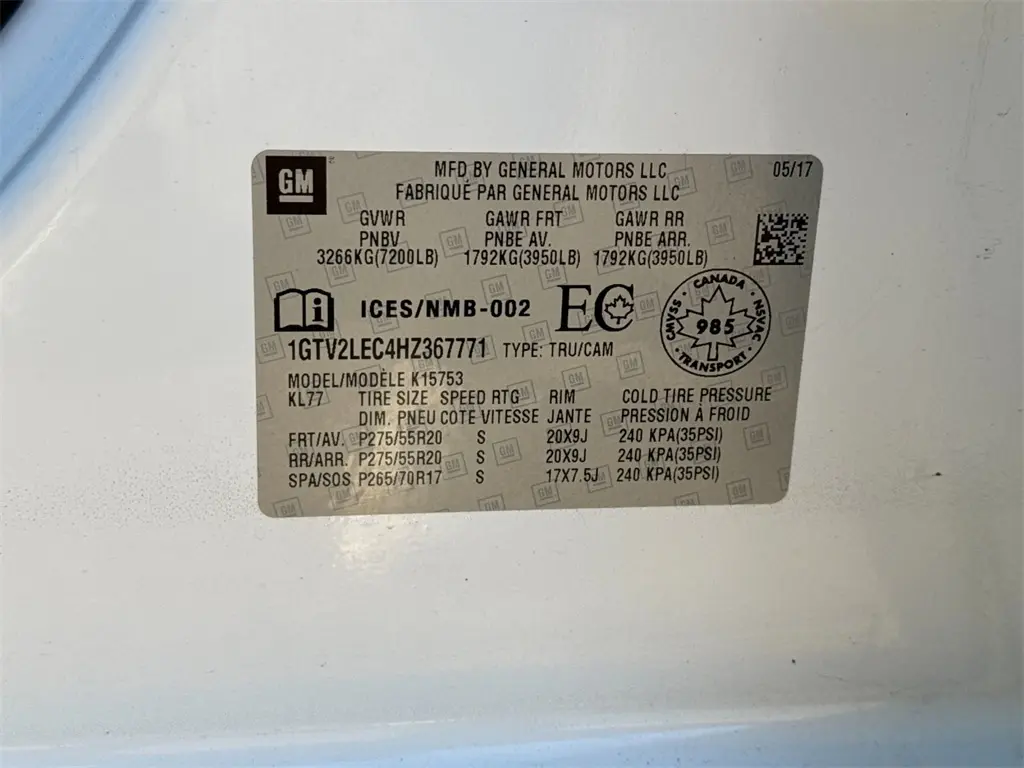 GM
MFD BY GENERAL MOTORS LLC 05/17
FABRIQUÉ PAR GENERAL MOTORS LLC
GVWR GAWR FRT GAWR RR
PNBV PNBE AV. PNBE ARR.
3266KG(7200LB) 1792KG(3950LB) 1792KG(3950LB)
ICES/NMB-002 EC
CANADA
CMVSS 985 NSVAC
TRANSPORT
1GTV2LEC4HZ367771 TYPE: TRU/CAM
MODEL/MODÈLE K15753
KL77 TIRE SIZE SPEED RTG RIM COLD TIRE PRESSURE
DIM. PNEU COTE VITESSE JANTE PRESSION À FROID
FRT/AV. P275/55R20 S 20X9J 240 KPA(35PSI)
RR/ARR. P275/55R20 S 20X9J 240 KPA(35PSI)
SPA/SOS P265/70R17 S 17X7.5J 240 KPA(35PSI)